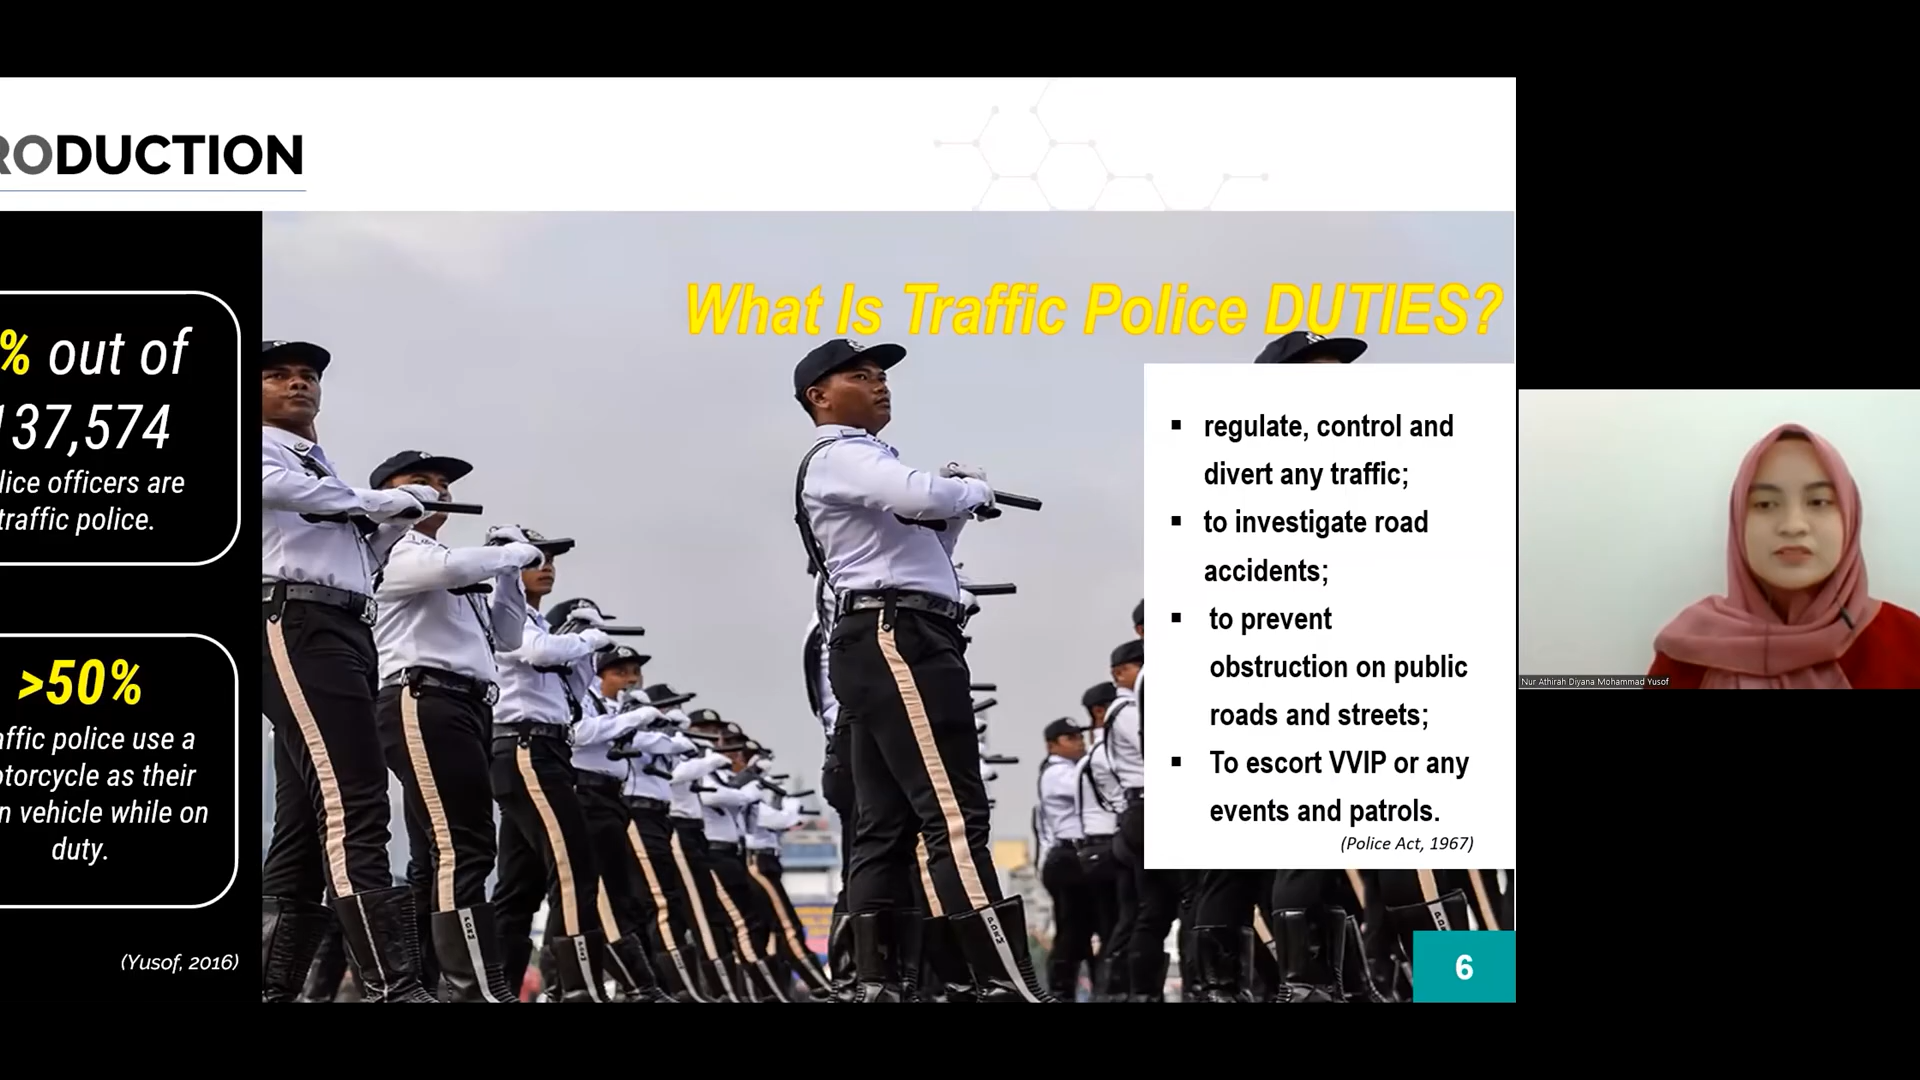 RODUCTION
What Is Traffic Police DUTIES?
% out of
137,574
lice officers are
traffic police.
>50%
affic police use a
otorcycle as their
n vehicle while on
duty.
(Yusof, 2016)
▪ regulate, control and
divert any traffic;
▪ to investigate road
accidents;
▪ to prevent
obstruction on public
roads and streets;
▪ To escort VVIP or any
events and patrols.
(Police Act, 1967)
6
Nur Athirah Diyana Mohammad Yusof